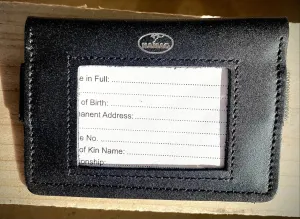 e in Full:
of Birth:
anent Address:
e No.
of Kin Name:
ionship: